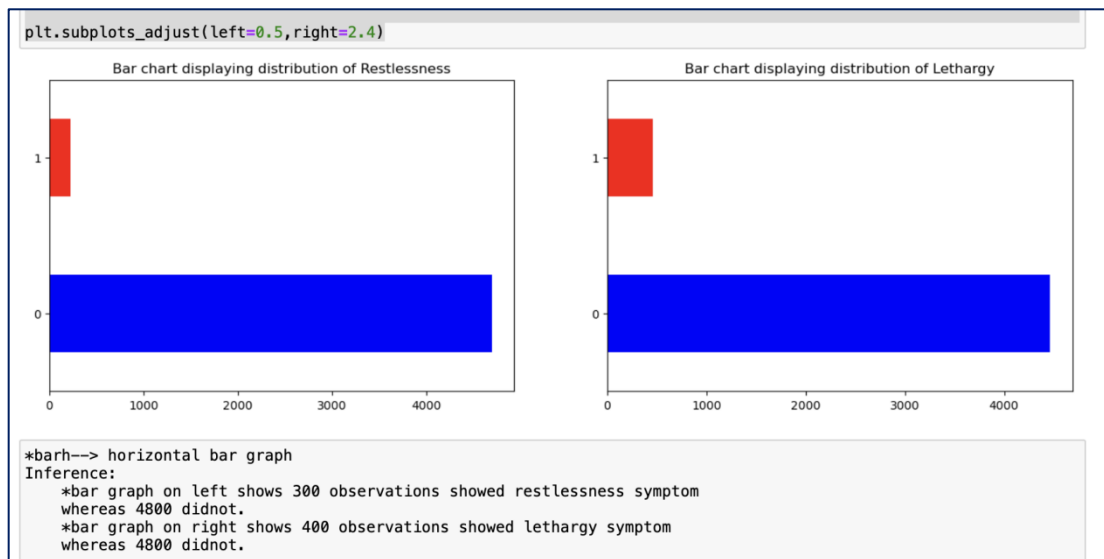 plt.subplots_adjust(left=0.5,right=2.4)
Bar chart displaying distribution of Restlessness
1
0
0 1000 2000 3000 4000
Bar chart displaying distribution of Lethargy
1
0
0 1000 2000 3000 4000
*barh--> horizontal bar graph
Inference:
*bar graph on left shows 300 observations showed restlessness symptom
whereas 4800 didnot.
*bar graph on right shows 400 observations showed lethargy symptom
whereas 4800 didnot.